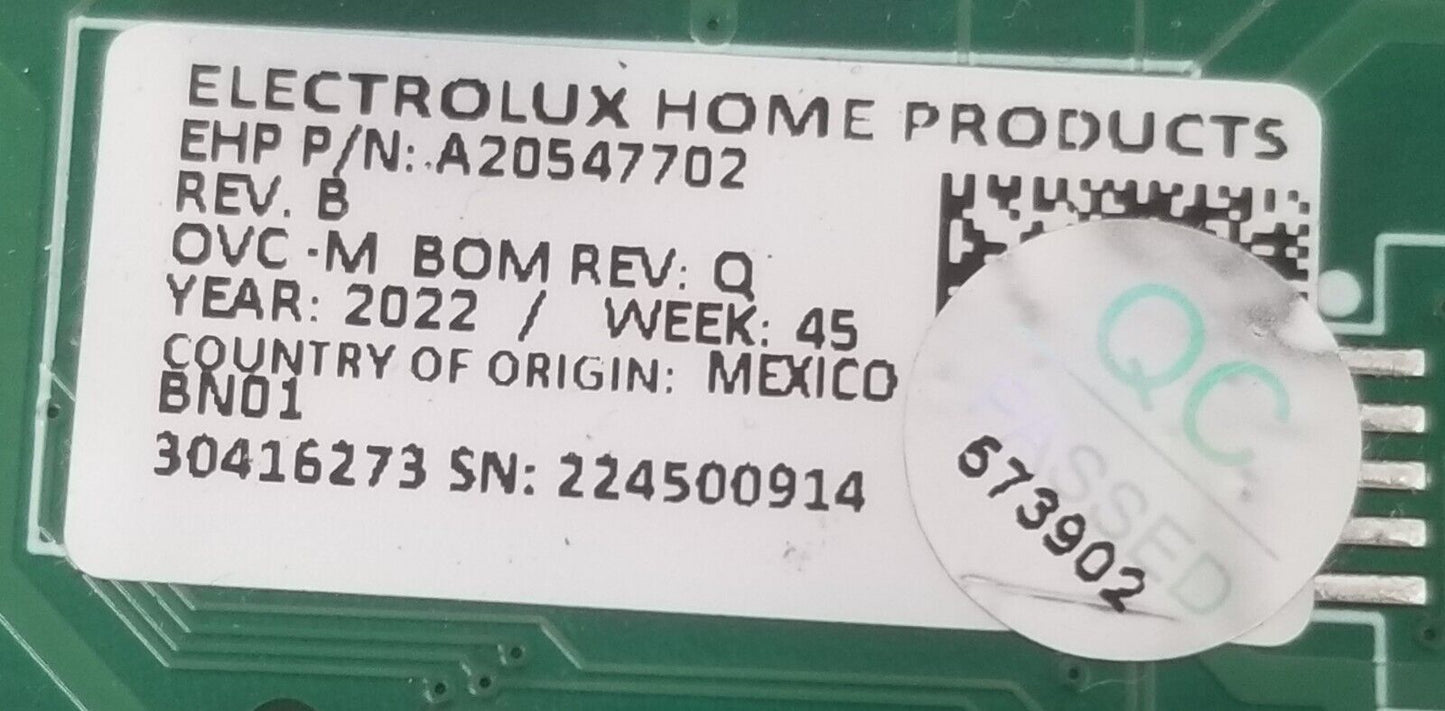 ELECTROLUX HOME PRODUCTS
EHP P/N: A20547702
REV. B
OVC -M BOM REV: Q
YEAR: 2022 / WEEK: 45
COUNTRY OF ORIGIN: MEXICO
BN01
30416273 SN: 224500914
QC
PASSED
673902